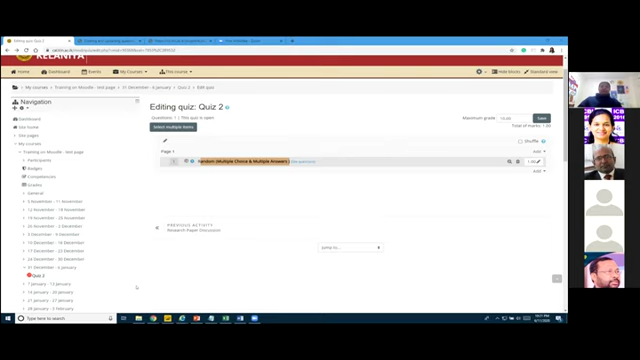 Editing quiz: Quiz 2
KELANIYA
Home
Dashboard
Events
My Courses
This course
Hide blocks
Standard view
My courses
Training on Moodle - test page
31 December - 6 January
Quiz 2
Edit quiz
Navigation
Dashboard
Site home
Site pages
My courses
Training on Moodle - test page
Participants
Badges
Competencies
Grades
General
5 November - 11 November
12 November - 18 November
19 November - 25 November
26 November - 2 December
3 December - 9 December
10 December - 16 December
17 December - 23 December
24 December - 30 December
31 December - 6 January
Quiz 2
7 January - 13 January
14 January - 20 January
21 January - 27 January
28 January - 3 February
Editing quiz: Quiz 2
Questions: 1 | This quiz is open
Maximum grade
10.00
Save
Select multiple items
Total of marks: 1.00
Shuffle
Page 1
Add
1
Random (Multiple Choice & Multiple Answers)
1.00
Add
PREVIOUS ACTIVITY
Research Paper Discussion
Jump to...
Type here to search